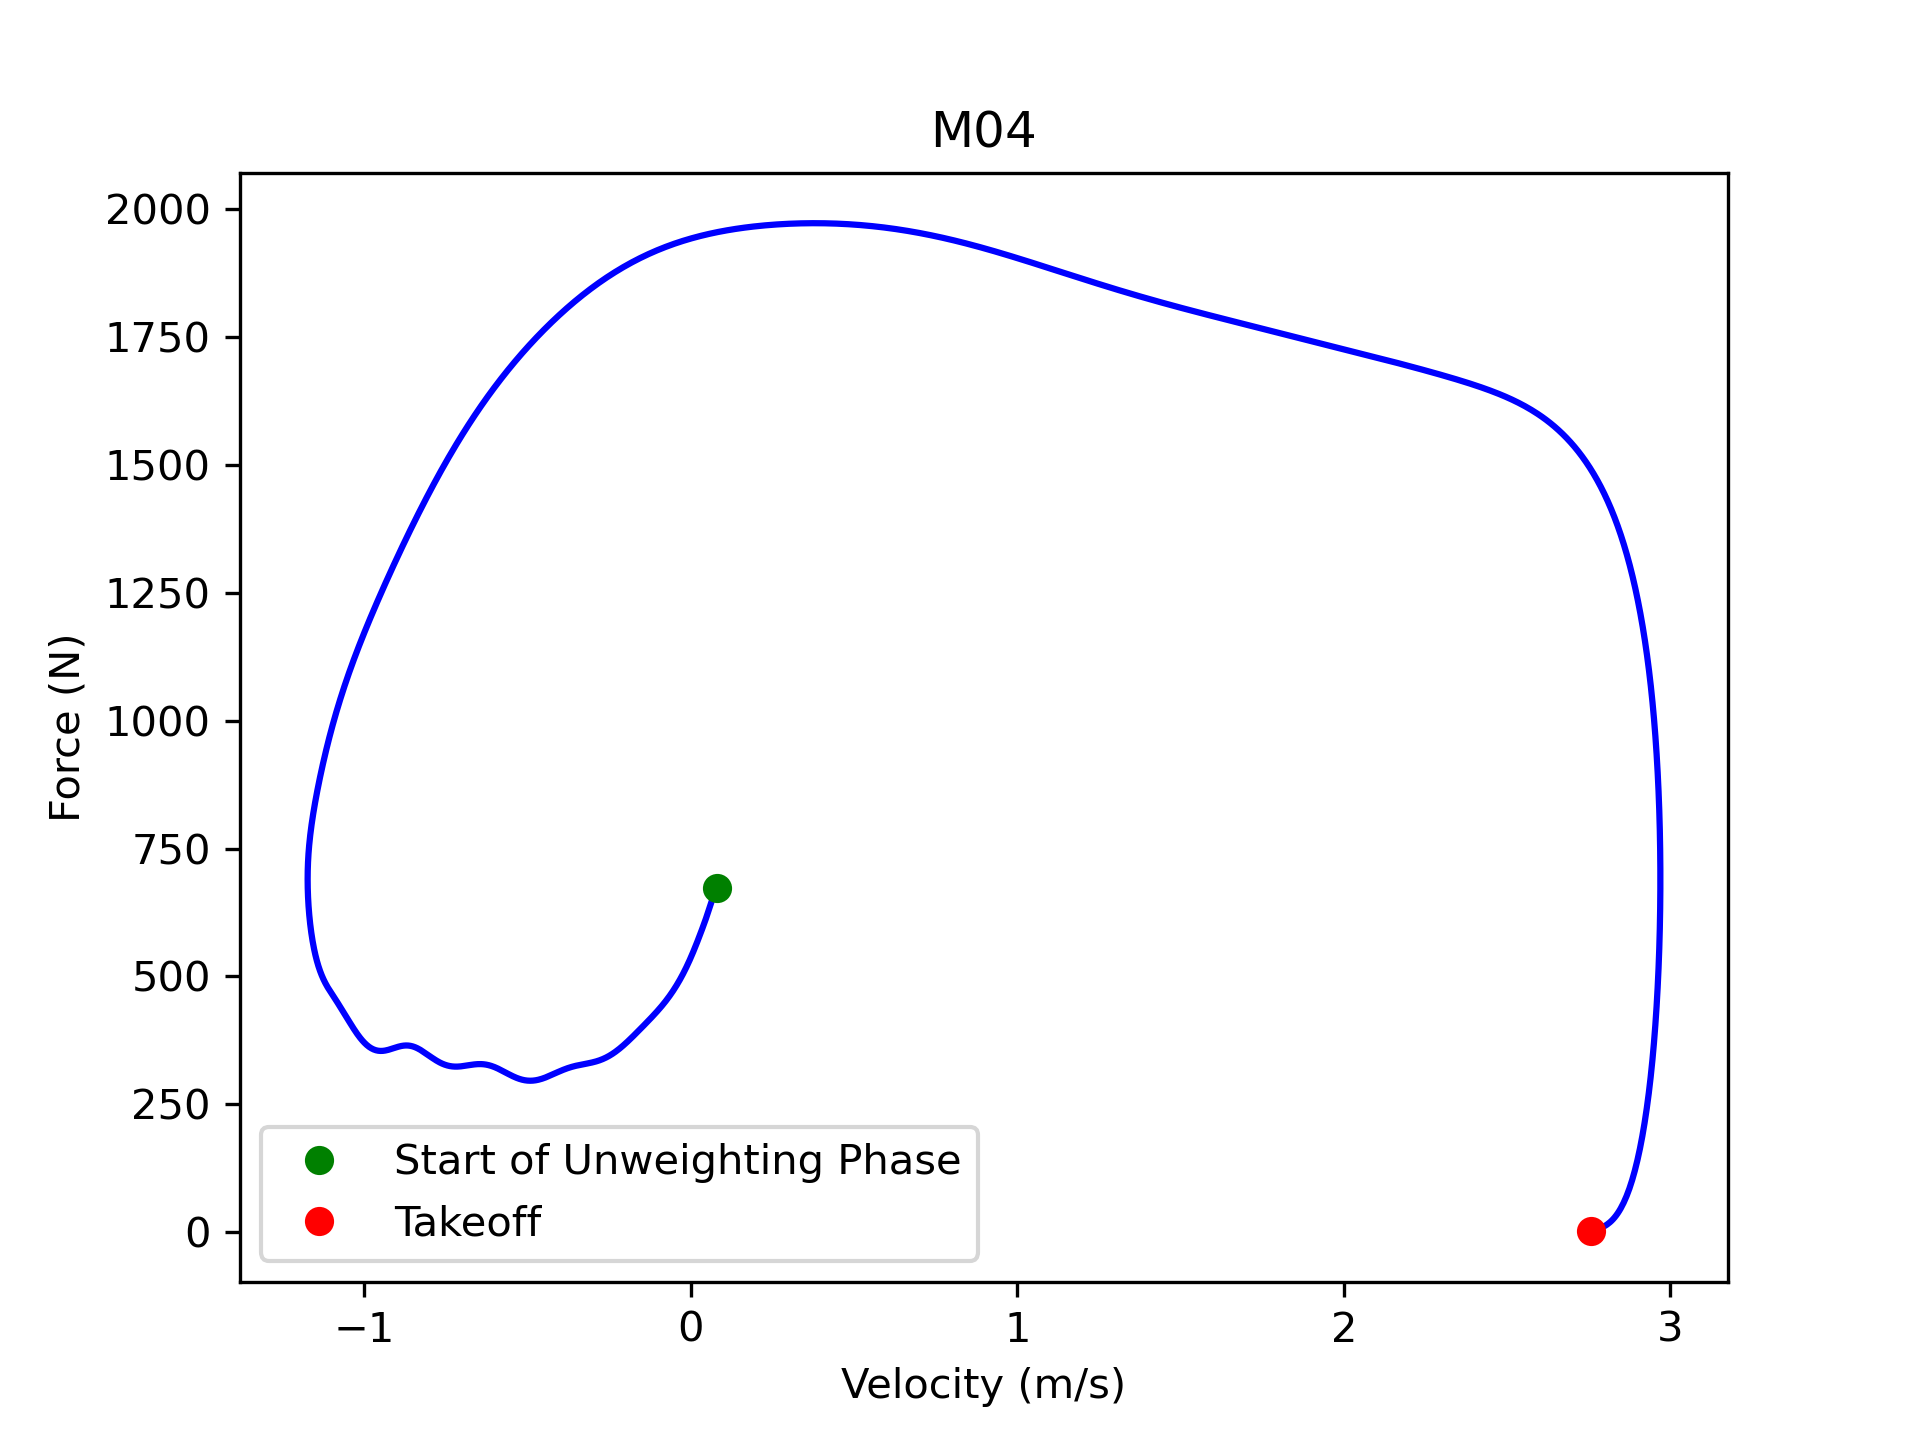 M04
2000
1750
1500
1250
1000
750
500
250
0
Force (N)
Start of Unweighting Phase
Takeoff
−1 0 1 2 3
Velocity (m/s)